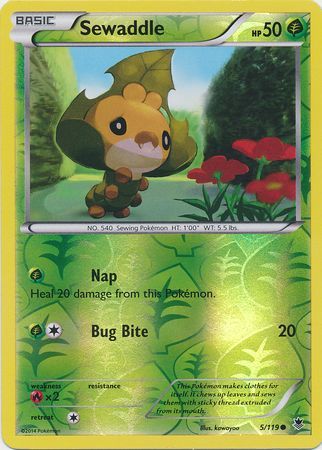 BASIC
Sewaddle
HP 50
NO. 540 Sewing Pokémon HT: 1'00" WT: 5.5 lbs.
Nap
Heal 20 damage from this Pokémon.
Bug Bite 20
weakness
×2
resistance
retreat
This Pokémon makes clothes for
itself. It chews up leaves and sews
them with sticky thread extruded
from its mouth.
Illus. kawayoo
5/119
©2014 Pokémon